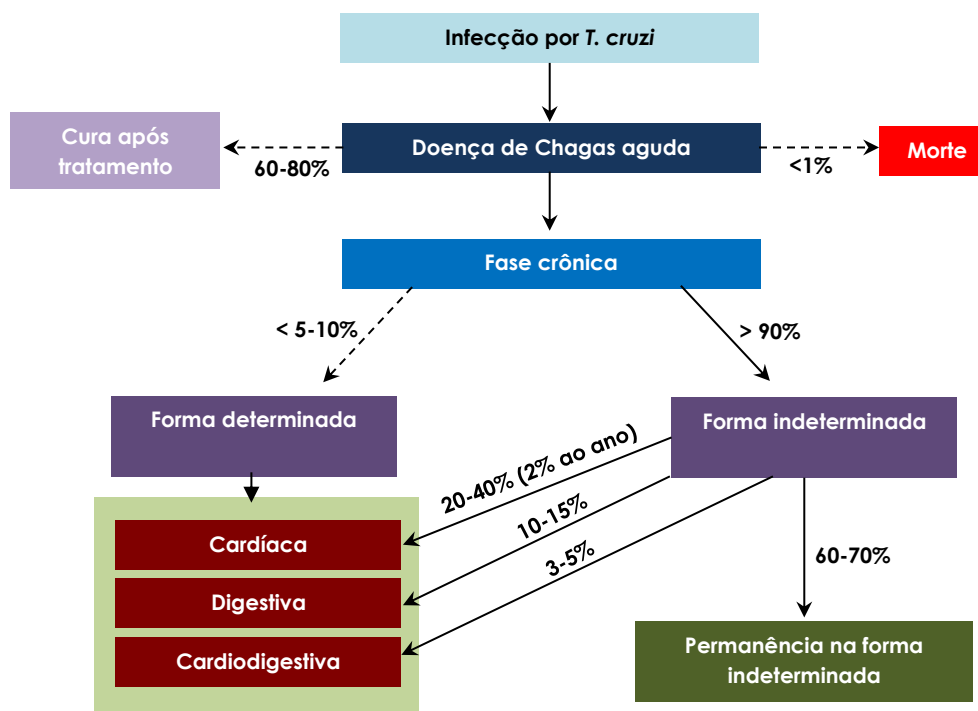 Infecção por T. cruzi
Cura após
tratamento
60-80%
Doença de Chagas aguda
<1%
Morte
Fase crônica
< 5-10%
> 90%
Forma determinada
Forma indeterminada
20-40% (2% ao ano)
10-15%
3-5%
60-70%
Cardíaca
Digestiva
Cardiodigestiva
Permanência na forma
indeterminada